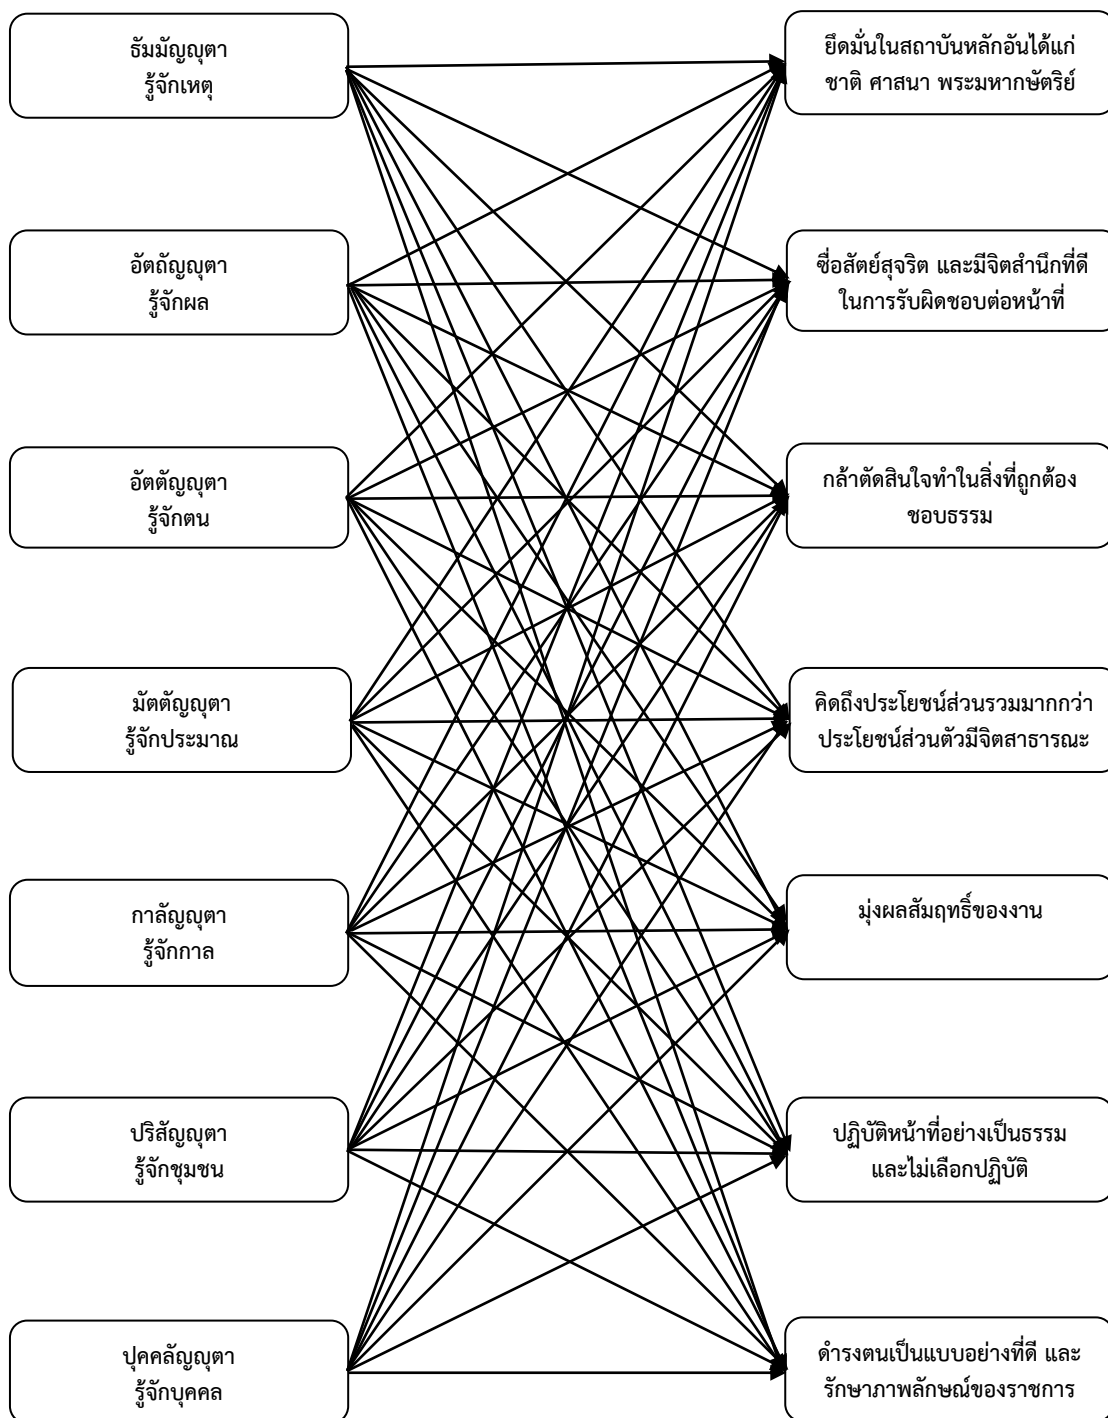 ธัมมัญญุตา
รู้จักเหตุ
ยึดมั่นในสถาบันหลักอันได้แก่
ชาติ ศาสนา พระมหากษัตริย์
อัตถัญญุตา
รู้จักผล
ซื่อสัตย์สุจริต และมีจิตสำนึกที่ดี
ในการรับผิดชอบต่อหน้าที่
อัตตัญญุตา
รู้จักตน
กล้าตัดสินใจทำในสิ่งที่ถูกต้อง
ชอบธรรม
มัตตัญญุตา
รู้จักประมาณ
คิดถึงประโยชน์ส่วนรวมมากกว่า
ประโยชน์ส่วนตัวมีจิตสาธารณะ
กาลัญญุตา
รู้จักกาล
มุ่งผลสัมฤทธิ์ของงาน
ปริสัญญุตา
รู้จักชุมชน
ปฏิบัติหน้าที่อย่างเป็นธรรม
และไม่เลือกปฏิบัติ
ปุคคลัญญุตา
รู้จักบุคคล
ดำรงตนเป็นแบบอย่างที่ดี และ
รักษาภาพลักษณ์ของราชการ